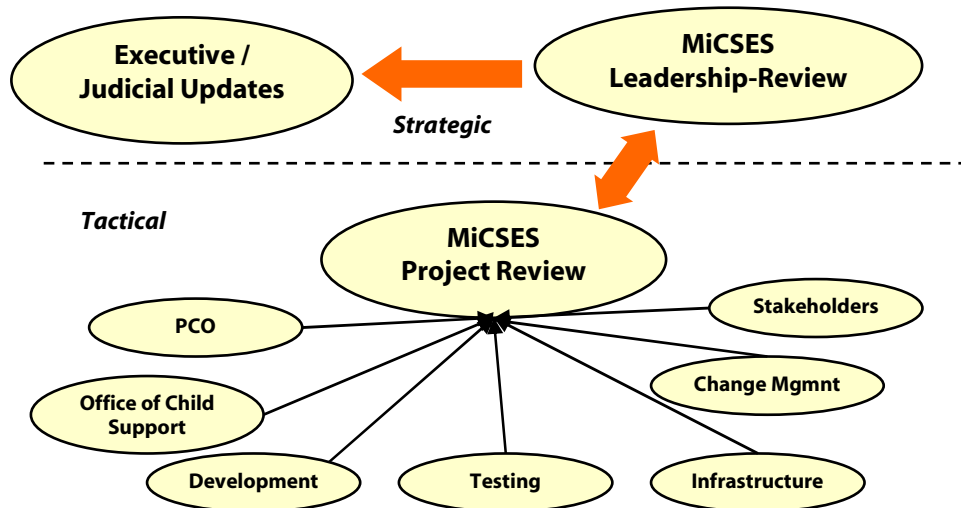 Executive /
Judicial Updates
MiCSES
Leadership-Review
Strategic
Tactical
MiCSES
Project Review
PCO
Stakeholders
Office of Child
Support
Change Mgmnt
Development
Testing
Infrastructure